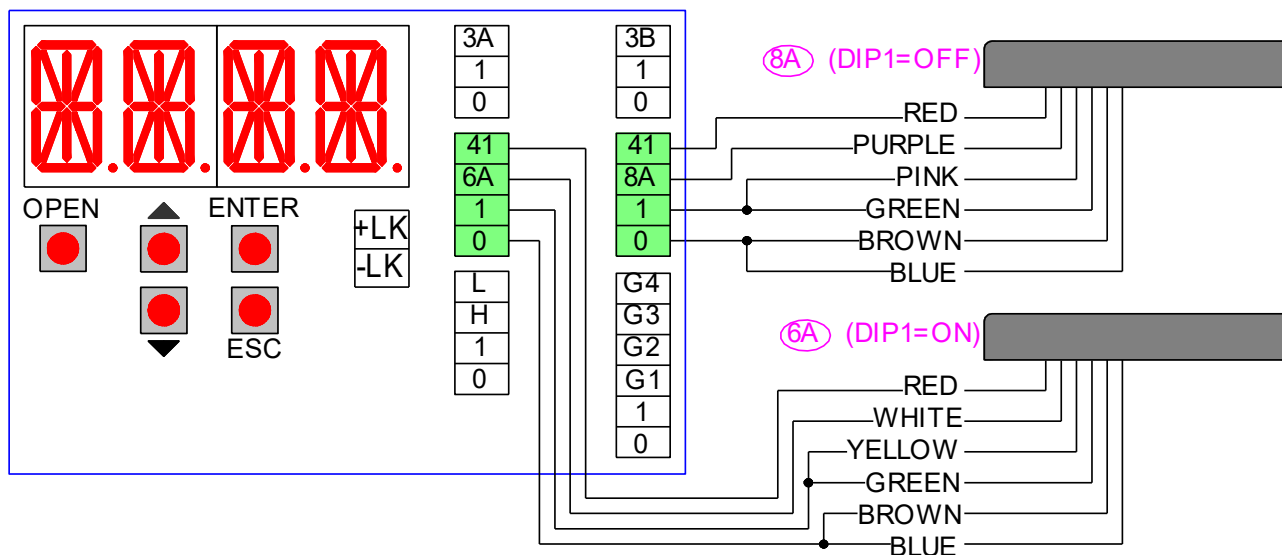 OPEN
ENTER
ESC
+LK
-LK
3A
1
0
41
6A
1
0
L
H
1
0
3B
1
0
41
8A
1
0
G4
G3
G2
G1
1
0
8A (DIP1=OFF)
RED
PURPLE
PINK
GREEN
BROWN
BLUE
6A (DIP1=ON)
RED
WHITE
YELLOW
GREEN
BROWN
BLUE